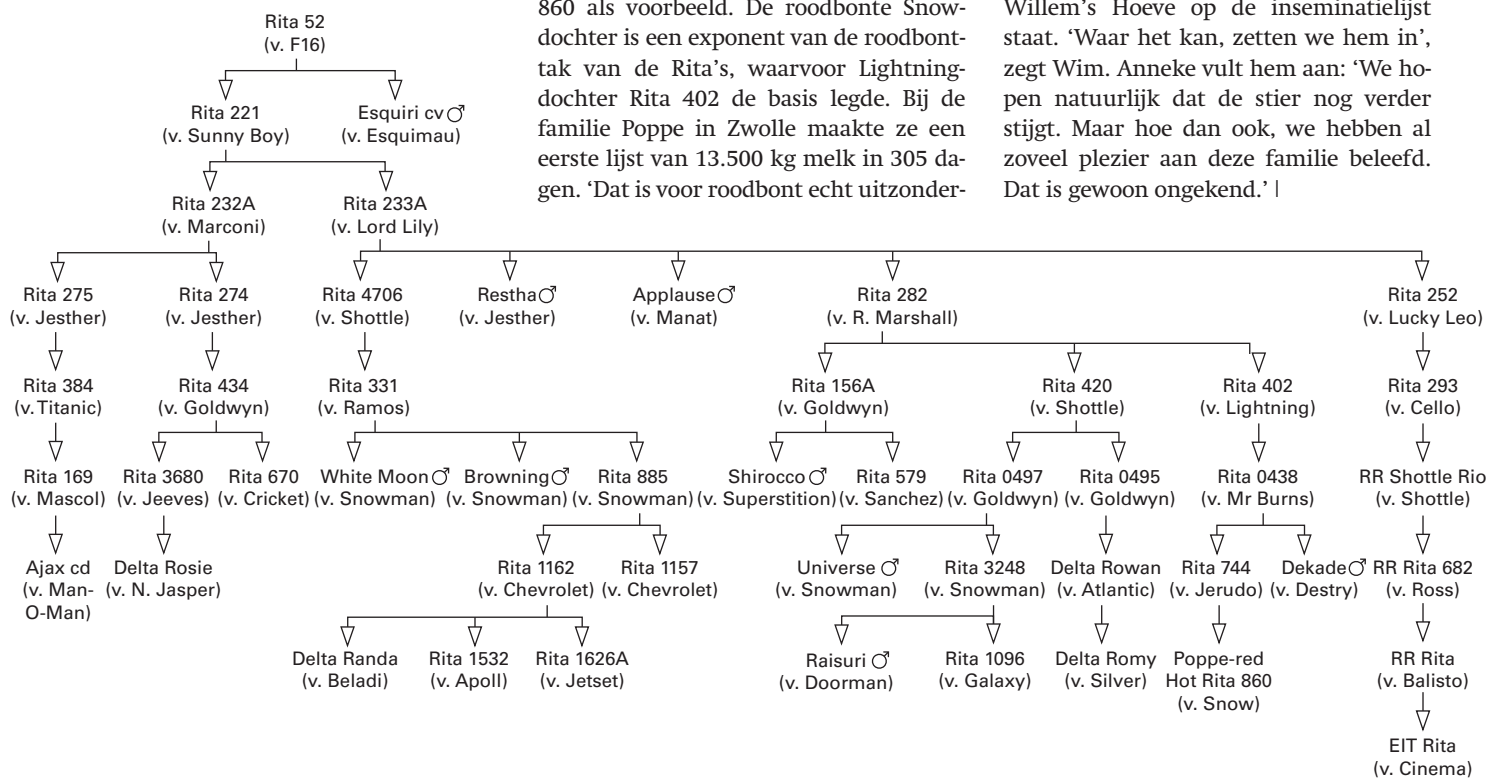 860 als voorbeeld. De roodbonte Snow-
dochter is een exponent van de roodbont-
tak van de Rita's, waarvoor Lightning-
dochter Rita 402 de basis legde. Bij de
familie Poppe in Zwolle maakte ze een
eerste lijst van 13.500 kg melk in 305 da-
gen. ‘Dat is voor roodbont echt uitzonder-
Willem's Hoeve op de inseminatielijst
staat. ‘Waar het kan, zetten we hem in’,
zegt Wim. Anneke vult hem aan: ‘We ho-
pen natuurlijk dat de stier nog verder
stijgt. Maar hoe dan ook, we hebben al
zoveel plezier aan deze familie beleefd.
Dat is gewoon ongekend.’ |
Rita 52
(v. F16)
Rita 221
(v. Sunny Boy)
Esquiri cv ♂
(v. Esquimau)
Rita 232A
(v. Marconi)
Rita 233A
(v. Lord Lily)
Rita 275
(v. Jesther)
Rita 274
(v. Jesther)
Rita 4706
(v. Shottle)
Restha ♂
(v. Jesther)
Applause ♂
(v. Manat)
Rita 282
(v. R. Marshall)
Rita 252
(v. Lucky Leo)
Rita 384
(v. Titanic)
Rita 434
(v. Goldwyn)
Rita 331
(v. Ramos)
Rita 156A
(v. Goldwyn)
Rita 420
(v. Shottle)
Rita 402
(v. Lightning)
Rita 293
(v. Cello)
Rita 169
(v. Mascol)
Rita 3680
(v. Jeeves)
Rita 670
(v. Cricket)
White Moon ♂
(v. Snowman)
Browning ♂
(v. Snowman)
Rita 885
(v. Snowman)
Shirocco ♂
(v. Superstition)
Rita 579
(v. Sanchez)
Rita 0497
(v. Goldwyn)
Rita 0495
(v. Goldwyn)
Rita 0438
(v. Mr Burns)
RR Shottle Rio
(v. Shottle)
Ajax cd
(v. Man-
O-Man)
Delta Rosie
(v. N. Jasper)
Rita 1162
(v. Chevrolet)
Rita 1157
(v. Chevrolet)
Universe ♂
(v. Snowman)
Rita 3248
(v. Snowman)
Delta Rowan
(v. Atlantic)
Rita 744
(v. Jerudo)
Dekade ♂
(v. Destry)
RR Rita 682
(v. Ross)
Delta Randa
(v. Beladi)
Rita 1532
(v. Apoll)
Rita 1626A
(v. Jetset)
Raisuri ♂
(v. Doorman)
Rita 1096
(v. Galaxy)
Delta Romy
(v. Silver)
Poppe-red
Hot Rita 860
(v. Snow)
RR Rita
(v. Balisto)
EIT Rita
(v. Cinema)